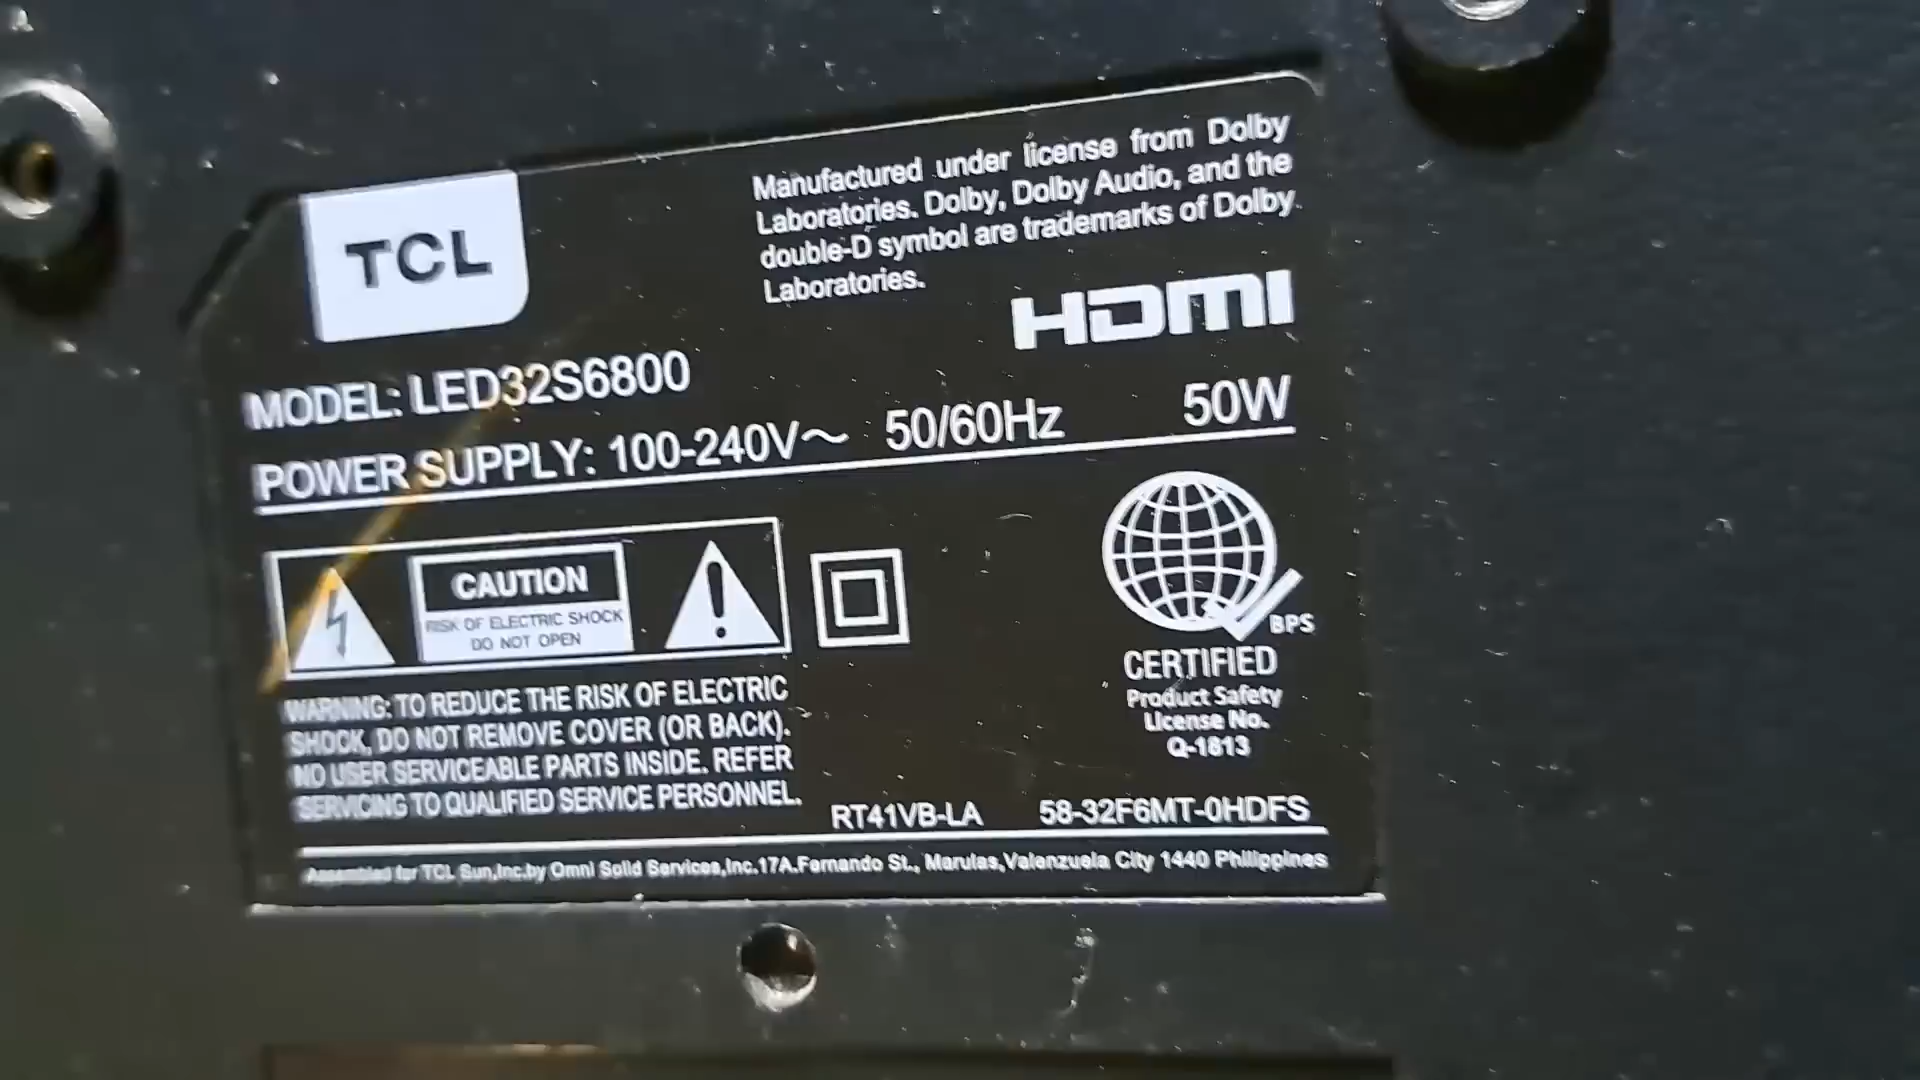 TCL
Manufactured under license from Dolby
Laboratories. Dolby, Dolby Audio, and the
double-D symbol are trademarks of Dolby
Laboratories.
HDMI
MODEL: LED32S6800
POWER SUPPLY: 100-240V～ 50/60Hz 50W
CAUTION
RISK OF ELECTRIC SHOCK
DO NOT OPEN
BPS
CERTIFIED
Product Safety
License No.
Q-1813
WARNING: TO REDUCE THE RISK OF ELECTRIC
SHOCK, DO NOT REMOVE COVER (OR BACK).
NO USER SERVICEABLE PARTS INSIDE. REFER
SERVICING TO QUALIFIED SERVICE PERSONNEL.
RT41VB-LA 58-32F6MT-0HDFS
Assembled for TCL Sun,Inc.by Omni Solid Services,Inc.17A.Fernando St., Marulas,Valenzuela City 1440 Philippines